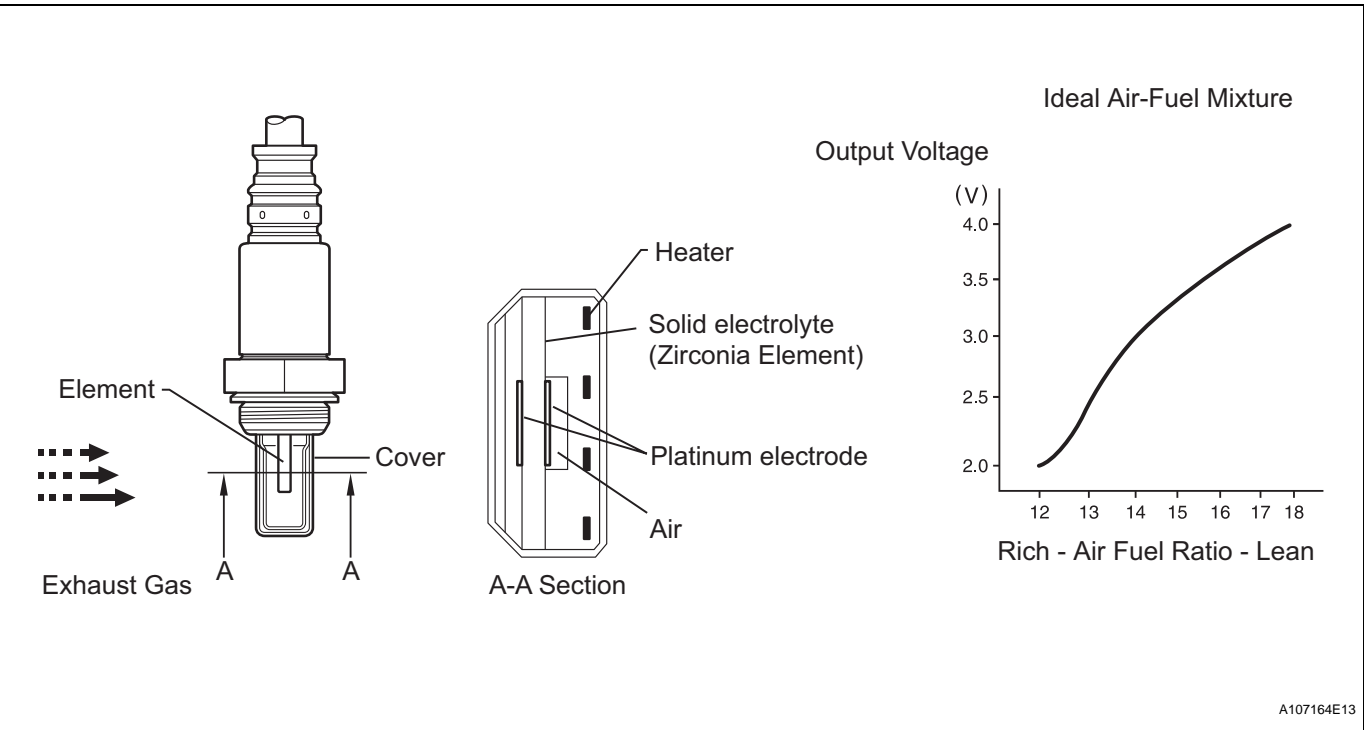 Ideal Air-Fuel Mixture
Output Voltage
(V)
4.0
3.5
3.0
2.5
2.0
12 13 14 15 16 17 18
Rich - Air Fuel Ratio - Lean
Heater
Solid electrolyte
(Zirconia Element)
Platinum electrode
Air
A-A Section
0 0
Element
Cover
A A
Exhaust Gas
A107164E13